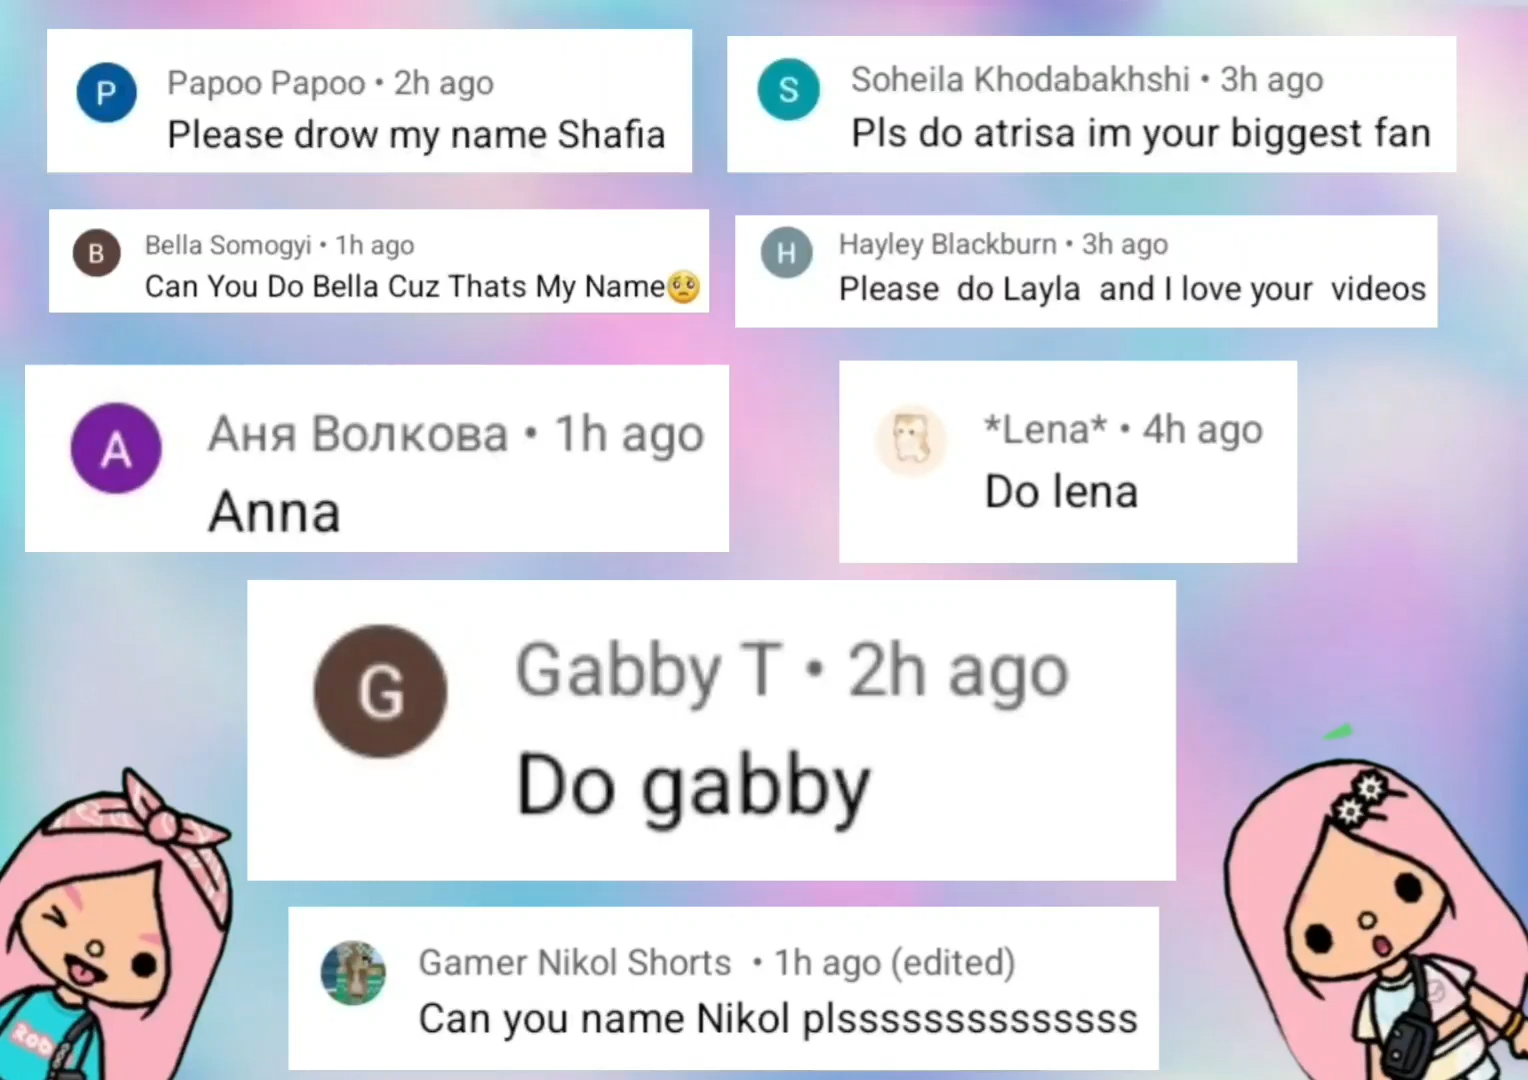 P
Papoo Papoo • 2h ago
Please drow my name Shafia
S
Soheila Khodabakhshi • 3h ago
Pls do atrisa im your biggest fan
B
Bella Somogyi • 1h ago
Can You Do Bella Cuz Thats My Name🥺
H
Hayley Blackburn • 3h ago
Please do Layla and I love your videos
A
Аня Волкова • 1h ago
Anna
*Lena* • 4h ago
Do lena
G
Gabby T • 2h ago
Do gabby
Gamer Nikol Shorts • 1h ago (edited)
Can you name Nikol plssssssssssssss
ROB